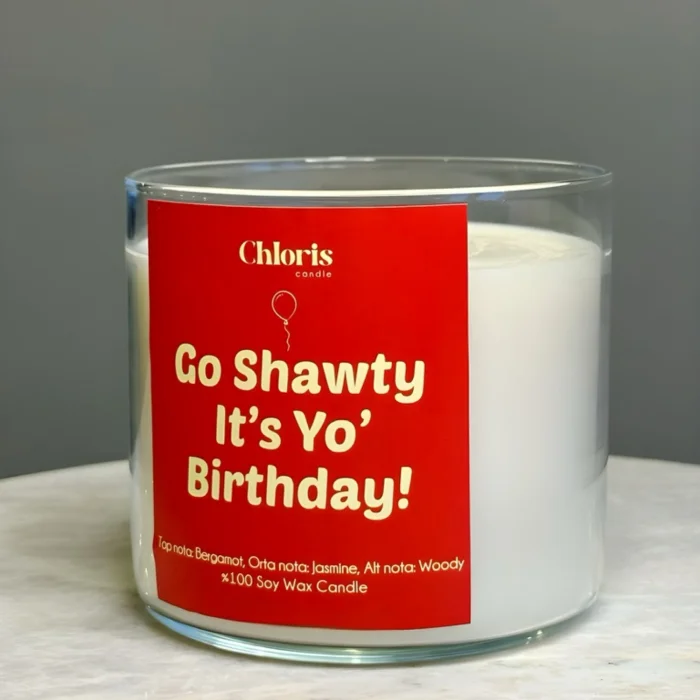 Chloris
candle
Go Shawty
It's Yo'
Birthday!
Top nota: Bergamot, Orta nota: Jasmine, Alt nota: Woody
%100 Soy Wax Candle